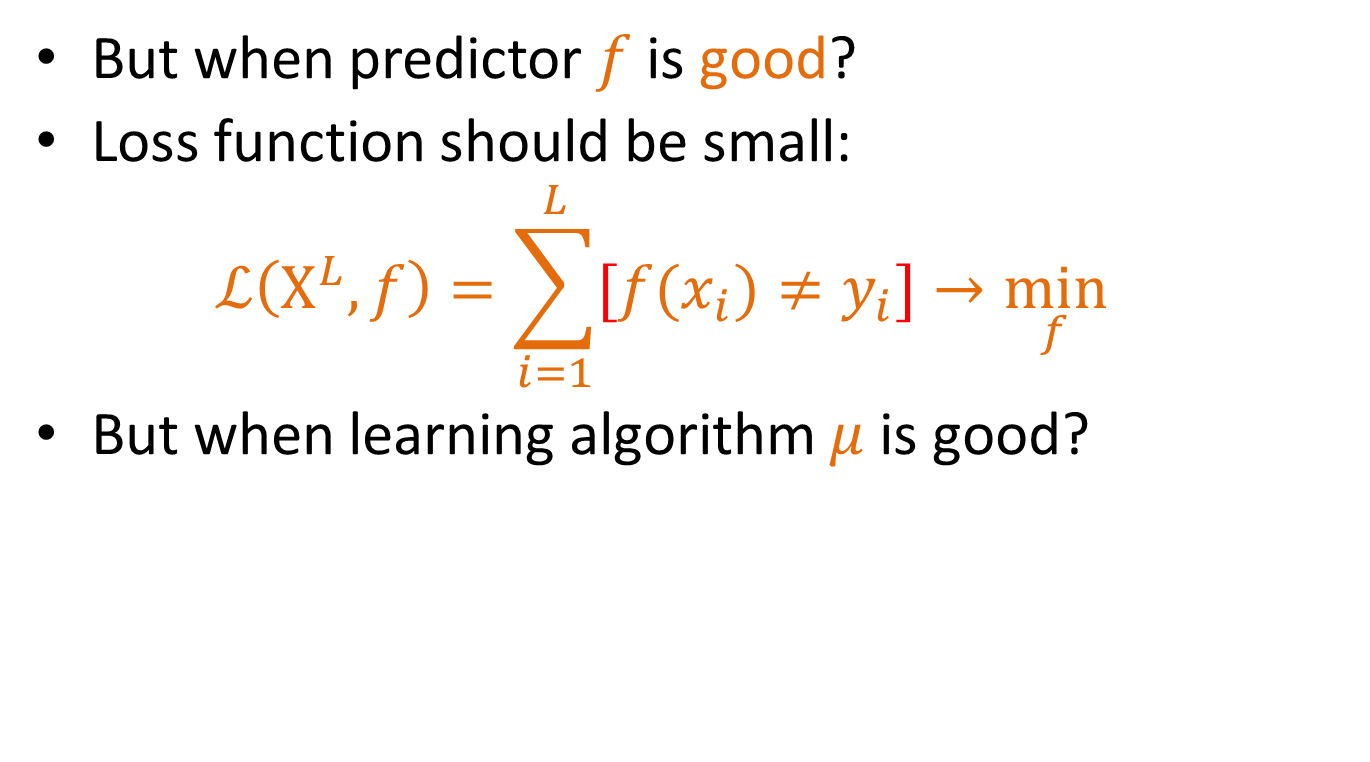 • But when predictor 𝑓 is good?
• Loss function should be small:
ℒ(X^L, 𝑓) = ∑_{i=1}^{L} [𝑓(x_i) ≠ y_i] → min_𝑓
• But when learning algorithm 𝜇 is good?